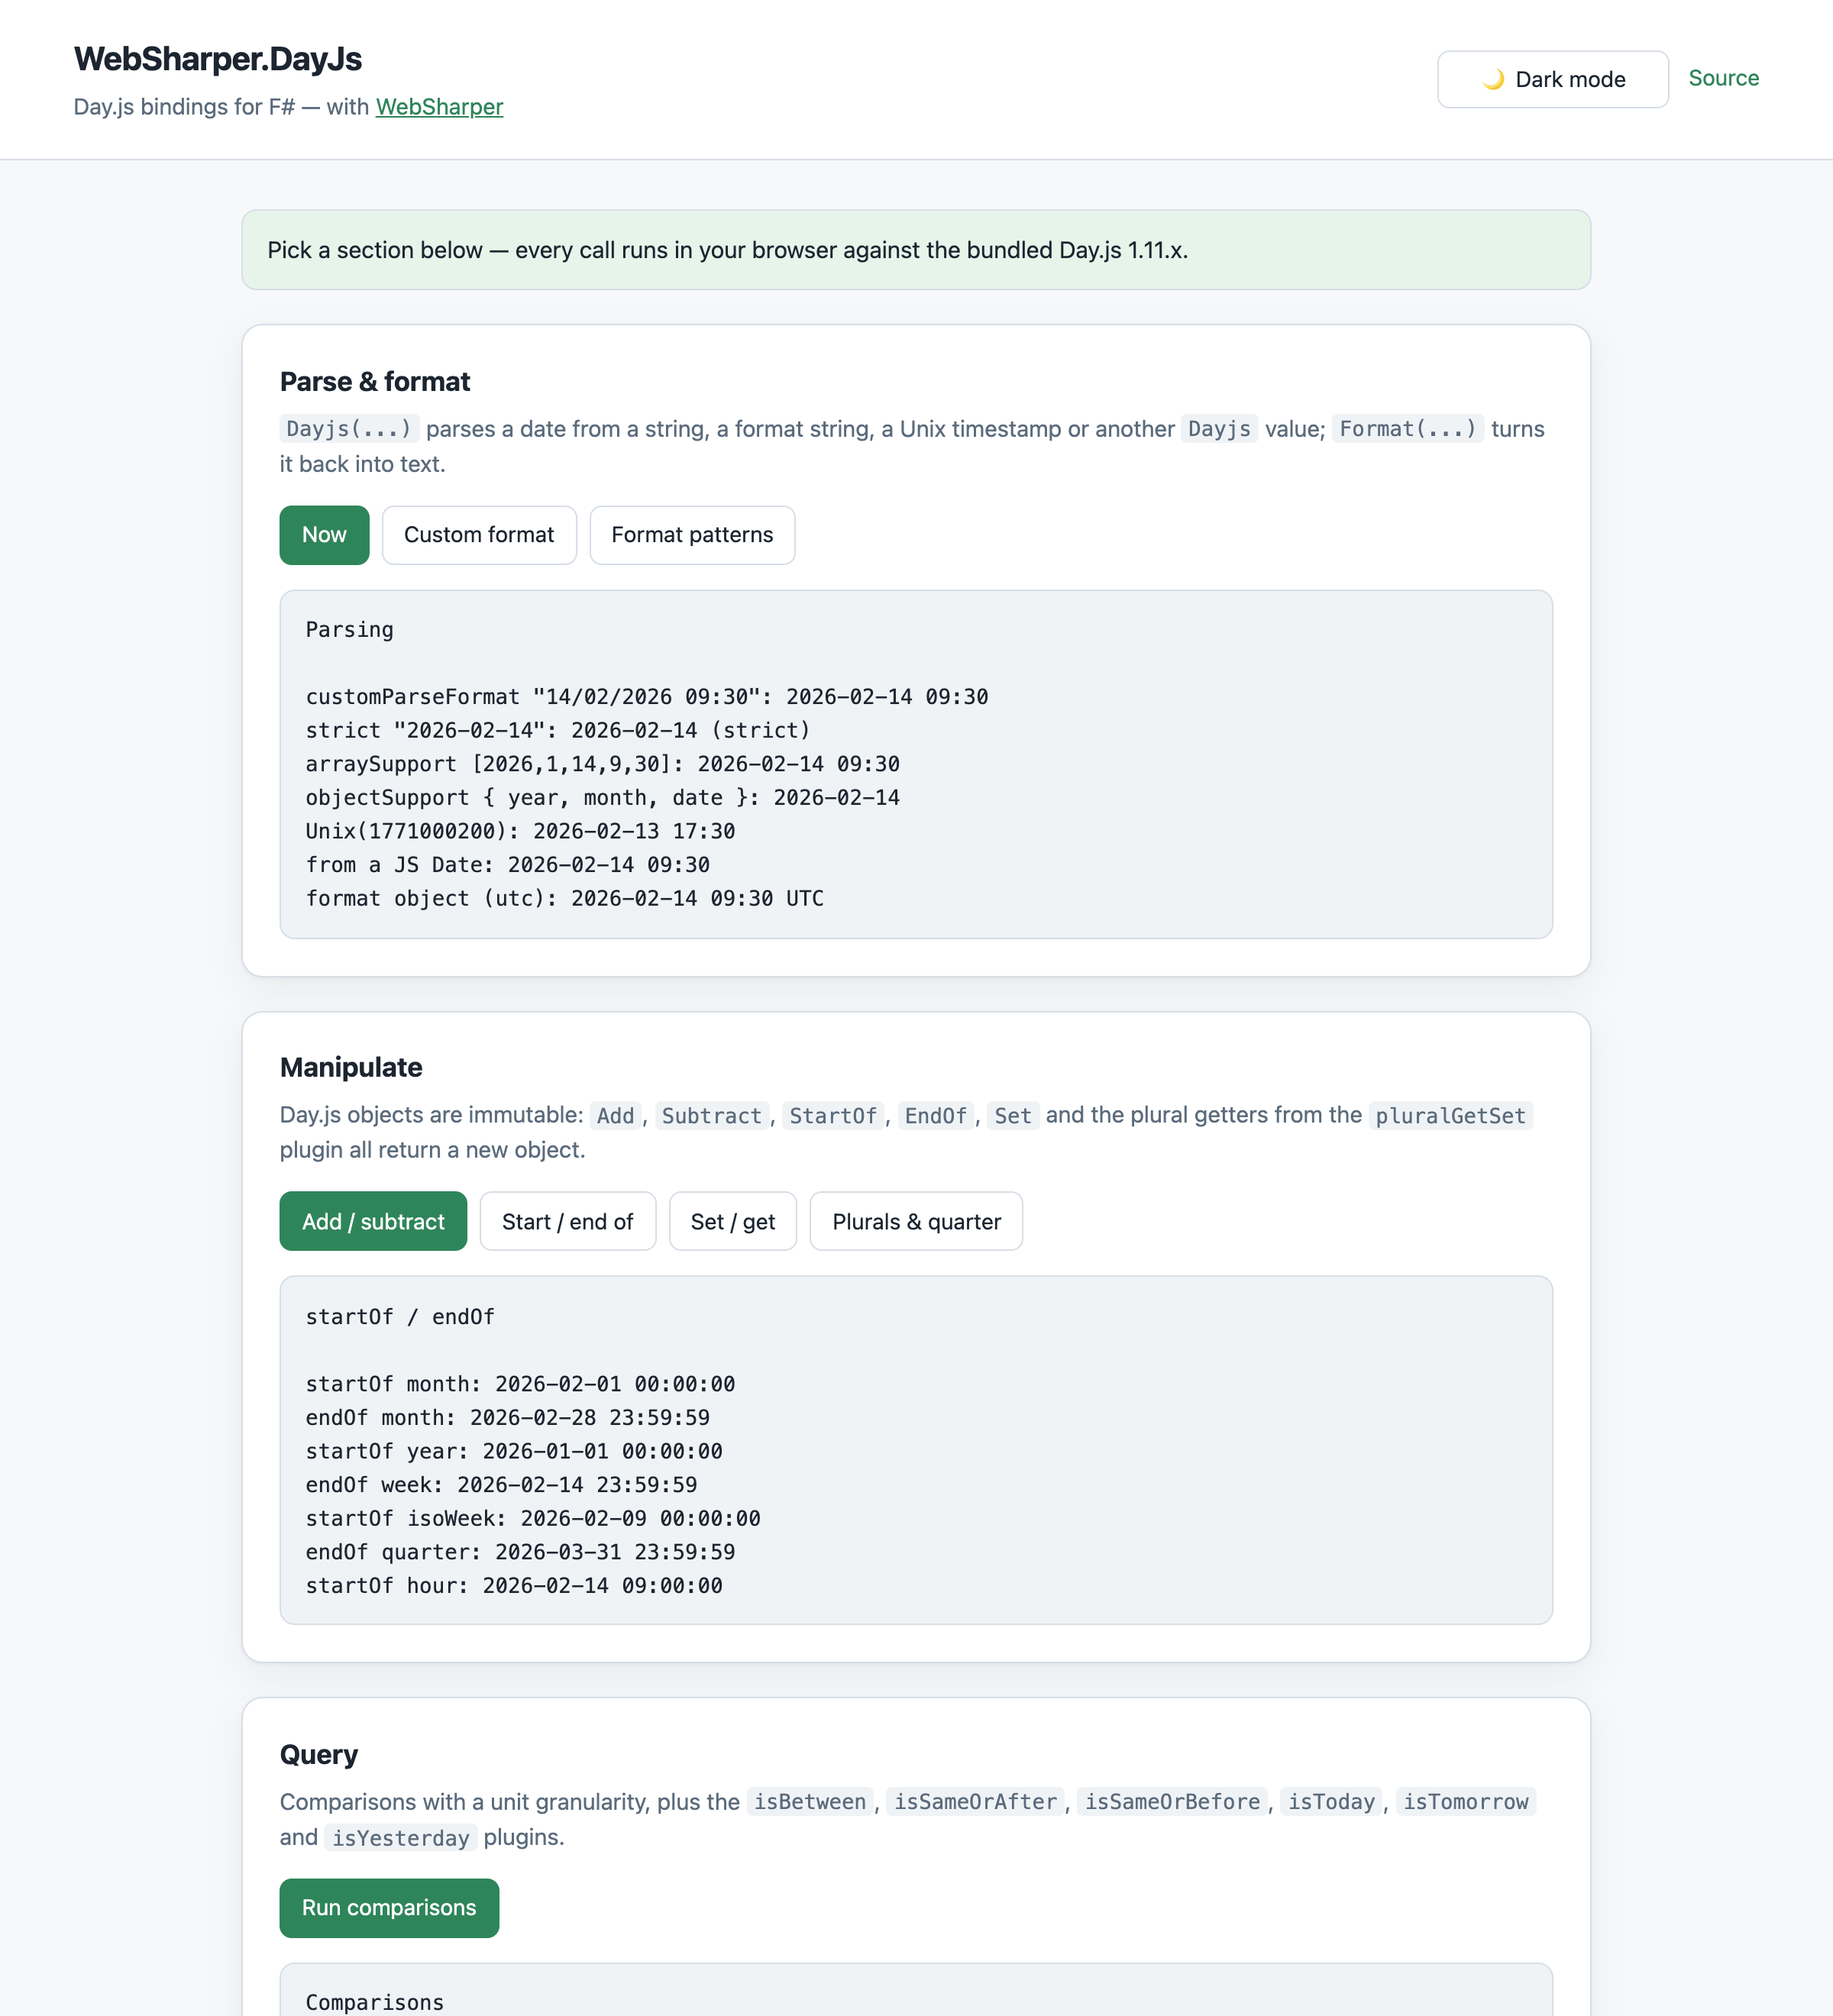 WebSharper.DayJs
Day.js bindings for F# — with WebSharper
🌙 Dark mode
Source
Pick a section below — every call runs in your browser against the bundled Day.js 1.11.x.
Parse & format
Dayjs(...) parses a date from a string, a format string, a Unix timestamp or another Dayjs value; Format(...) turns
it back into text.
Now
Custom format
Format patterns
Parsing
customParseFormat "14/02/2026 09:30": 2026-02-14 09:30
strict "2026-02-14": 2026-02-14 (strict)
arraySupport [2026,1,14,9,30]: 2026-02-14 09:30
objectSupport { year, month, date }: 2026-02-14
Unix(1771000200): 2026-02-13 17:30
from a JS Date: 2026-02-14 09:30
format object (utc): 2026-02-14 09:30 UTC
Manipulate
Day.js objects are immutable: Add, Subtract, StartOf, EndOf, Set and the plural getters from the pluralGetSet
plugin all return a new object.
Add / subtract
Start / end of
Set / get
Plurals & quarter
startOf / endOf
startOf month: 2026-02-01 00:00:00
endOf month: 2026-02-28 23:59:59
startOf year: 2026-01-01 00:00:00
endOf week: 2026-02-14 23:59:59
startOf isoWeek: 2026-02-09 00:00:00
endOf quarter: 2026-03-31 23:59:59
startOf hour: 2026-02-14 09:00:00
Query
Comparisons with a unit granularity, plus the isBetween, isSameOrAfter, isSameOrBefore, isToday, isTomorrow
and isYesterday plugins.
Run comparisons
Comparisons